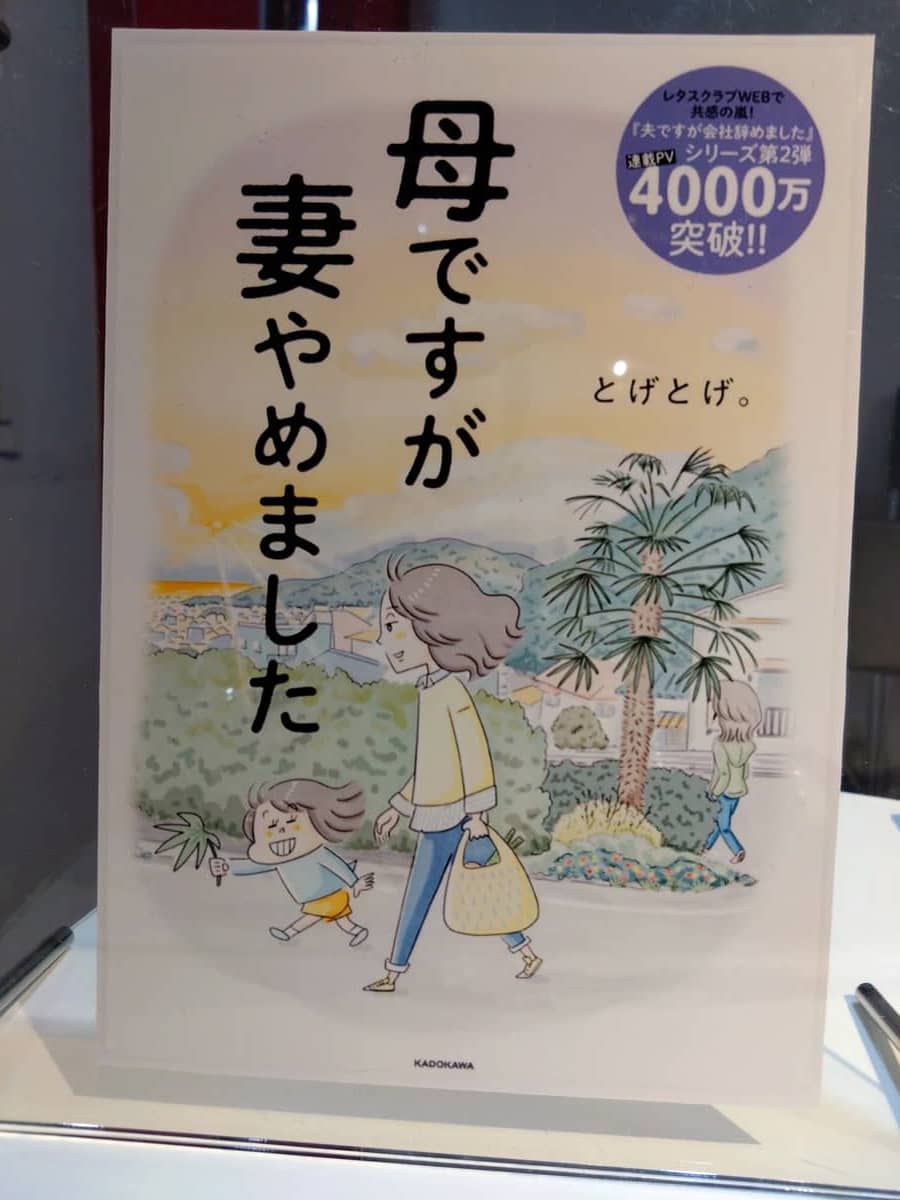 母ですが
妻やめました
レタスクラブWEBで
共感の嵐!
『夫ですが会社辞めました』
シリーズ第2弾
連載PV
4000万
突破!!
とげとげ。
KADOKAWA